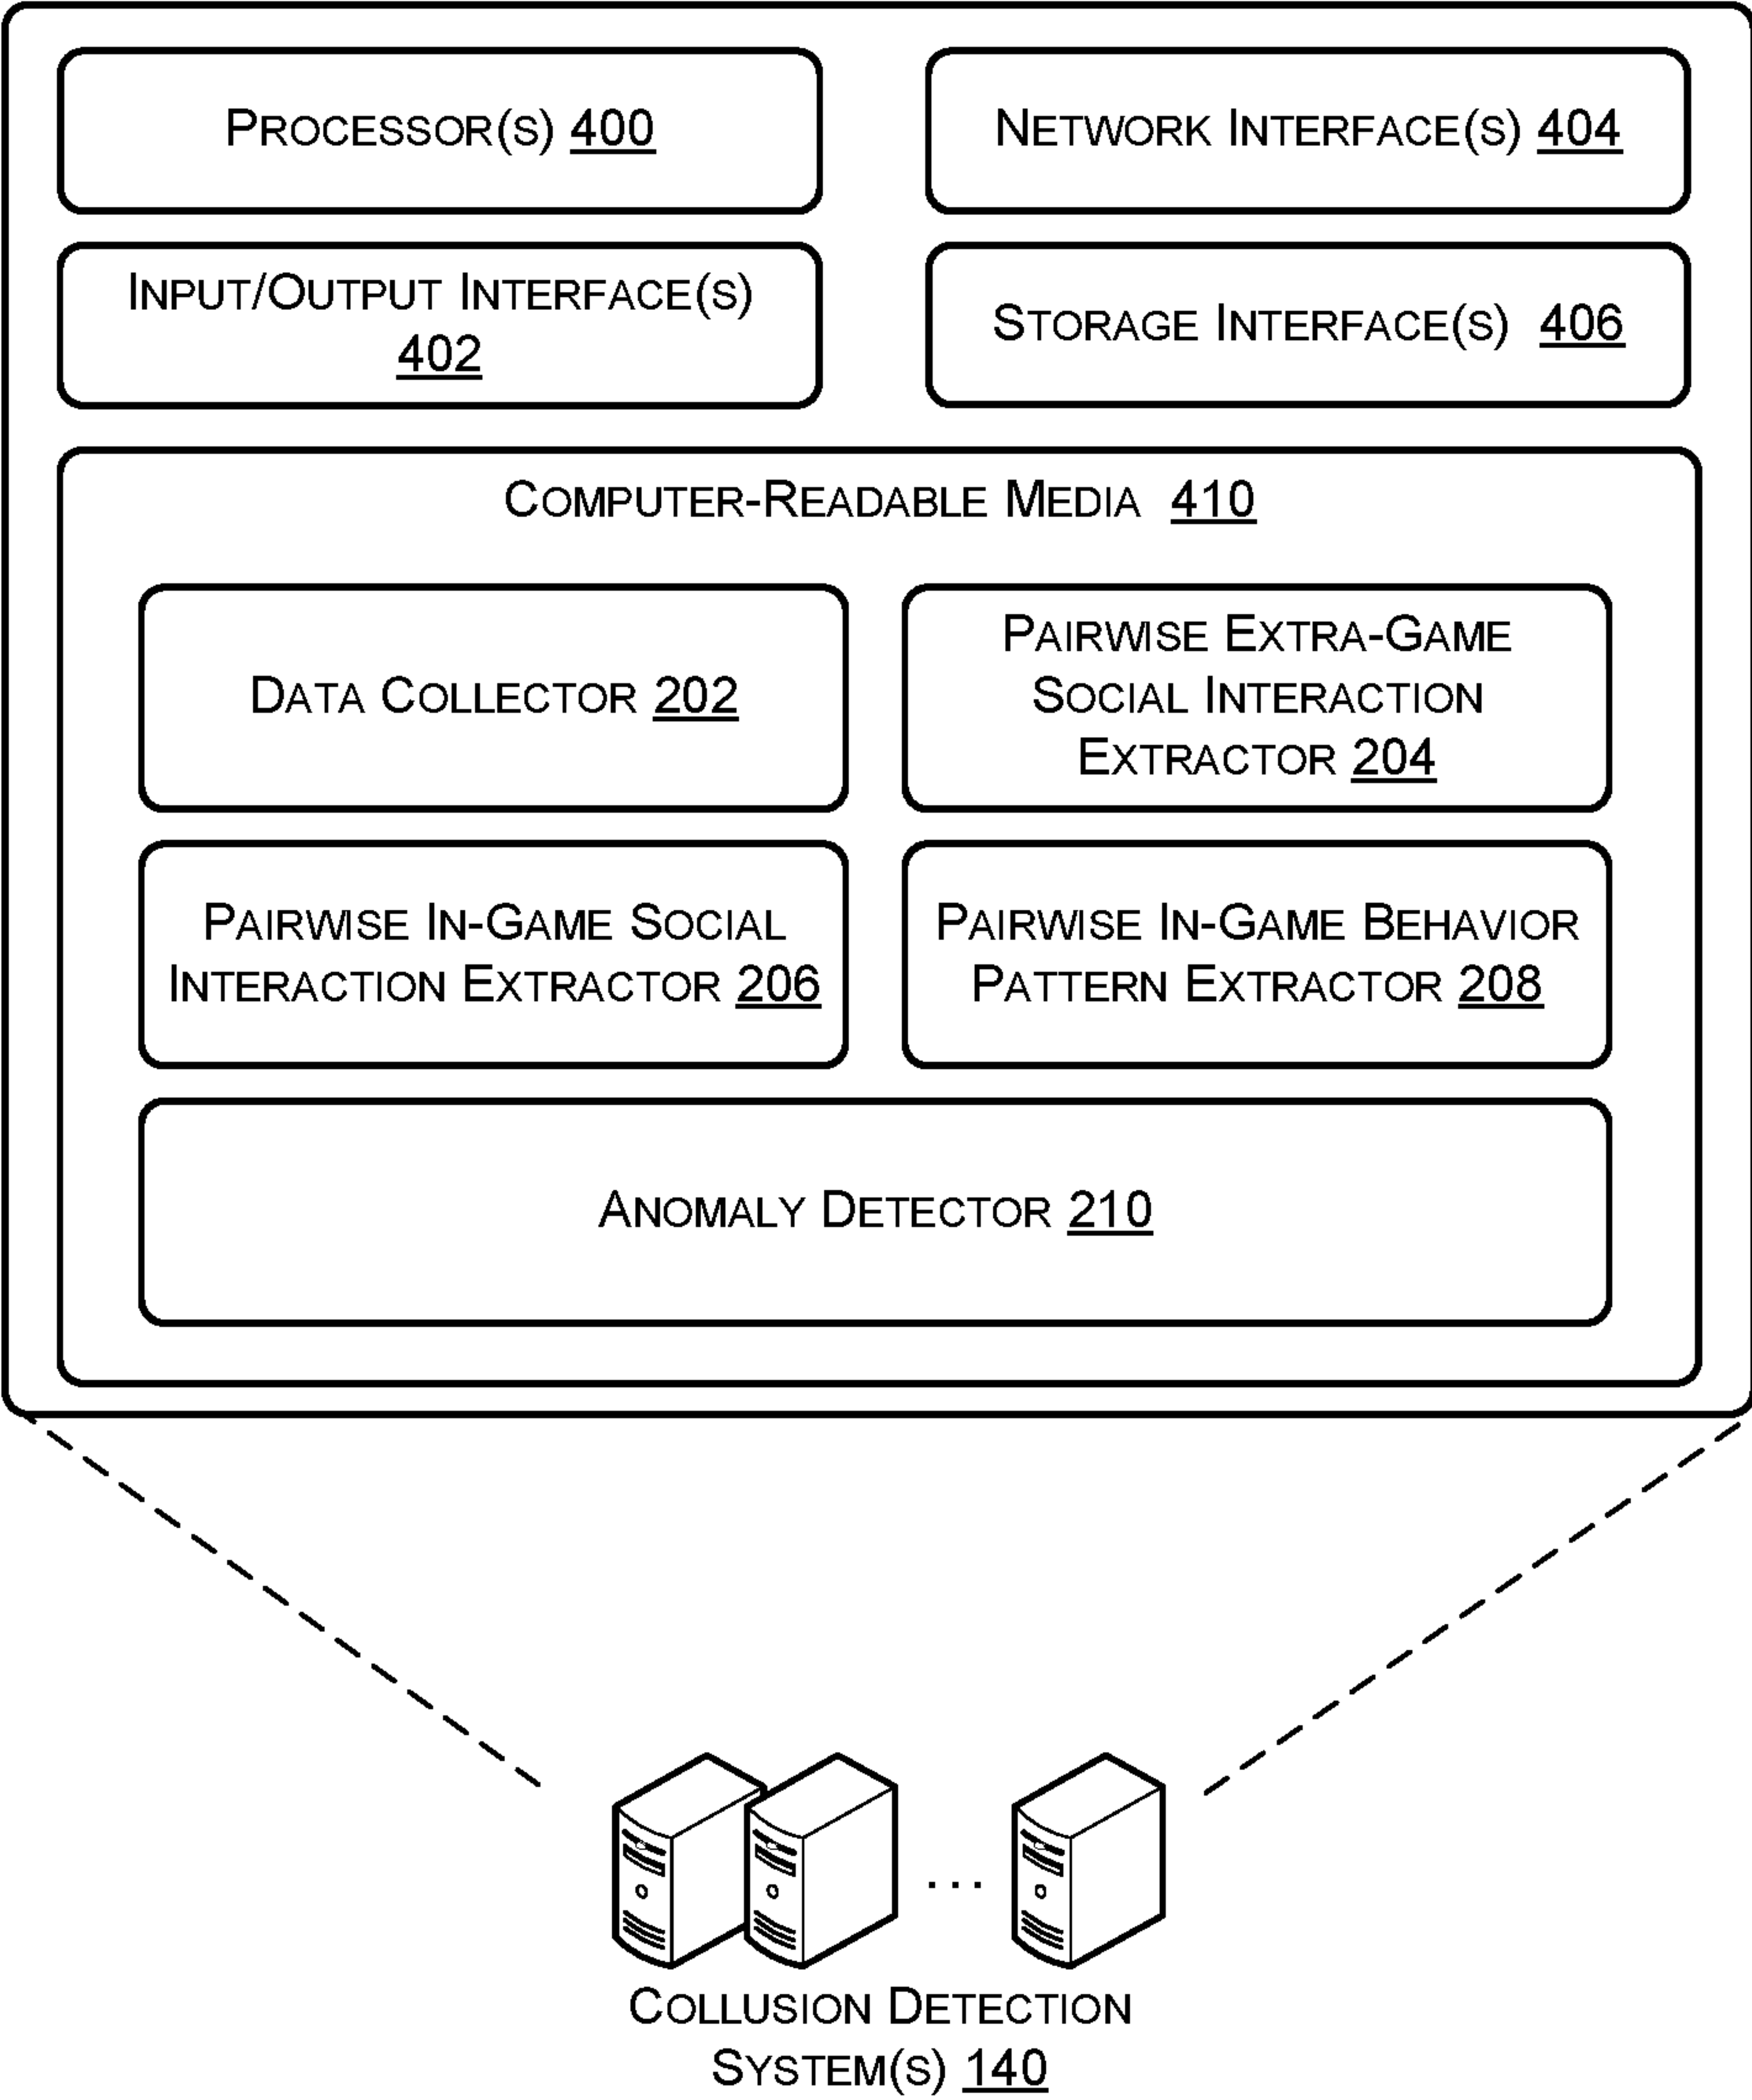 PROCESSOR(S) 400
NETWORK INTERFACE(S) 404
INPUT/OUTPUT INTERFACE(S)
402
STORAGE INTERFACE(S) 406
COMPUTER-READABLE MEDIA 410
DATA COLLECTOR 202
PAIRWISE EXTRA-GAME
SOCIAL INTERACTION
EXTRACTOR 204
PAIRWISE IN-GAME SOCIAL
INTERACTION EXTRACTOR 206
PAIRWISE IN-GAME BEHAVIOR
PATTERN EXTRACTOR 208
ANOMALY DETECTOR 210
...
COLLUSION DETECTION
SYSTEM(S) 140